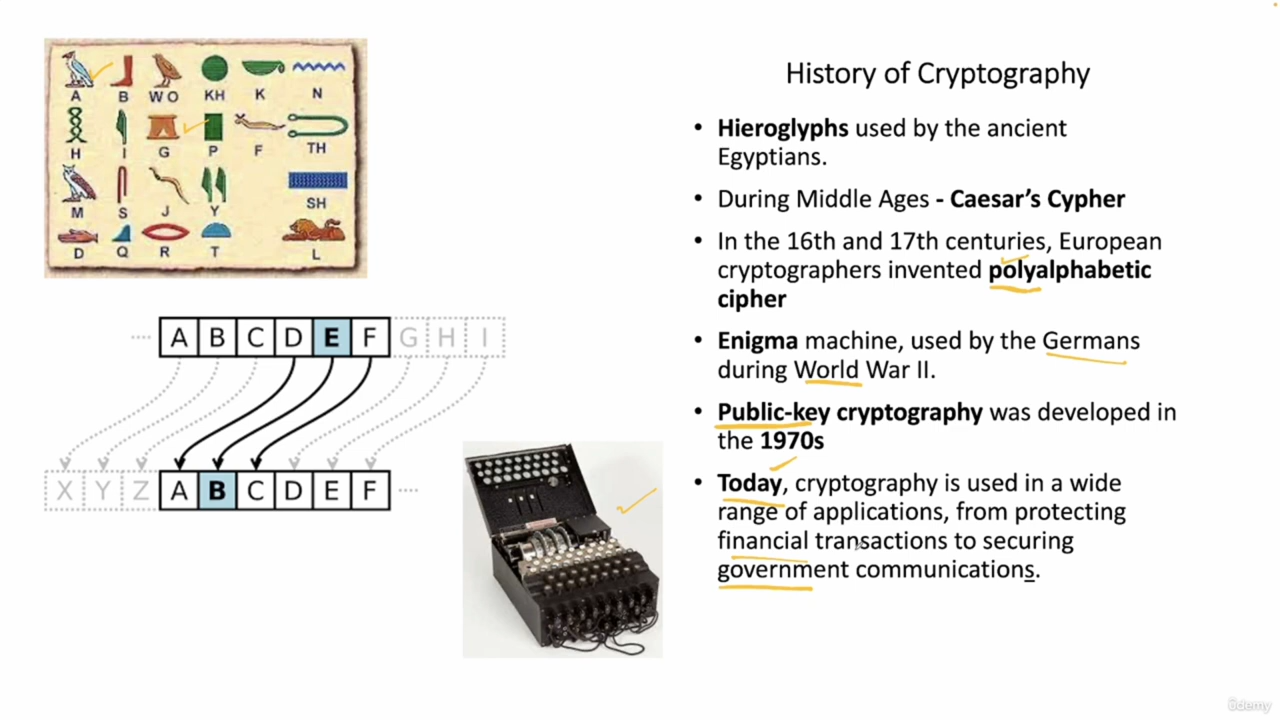 History of Cryptography
• Hieroglyphs used by the ancient
Egyptians.
• During Middle Ages - Caesar's Cypher
• In the 16th and 17th centuries, European
cryptographers invented polyalphabetic
cipher
• Enigma machine, used by the Germans
during World War II.
• Public-key cryptography was developed in
the 1970s
• Today, cryptography is used in a wide
range of applications, from protecting
financial transactions to securing
government communications.
A B W O KH K N
H I G P F TH
M S J Y SH
D Q R T L
A B C D E F G H I
X Y Z A B C D E F
ûdemy